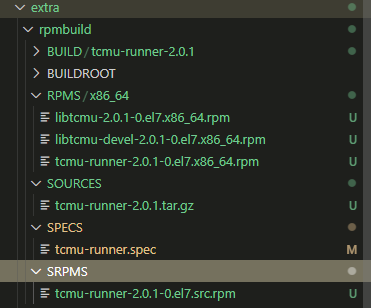 extra
rpmbuild
BUILD / tcmu-runner-2.0.1
BUILDROOT
RPMS / x86_64
libtcmu-2.0.1-0.el7.x86_64.rpm U
libtcmu-devel-2.0.1-0.el7.x86_64.rpm U
tcmu-runner-2.0.1-0.el7.x86_64.rpm U
SOURCES
tcmu-runner-2.0.1.tar.gz U
SPECS
tcmu-runner.spec M
SRPMS
tcmu-runner-2.0.1-0.el7.src.rpm U